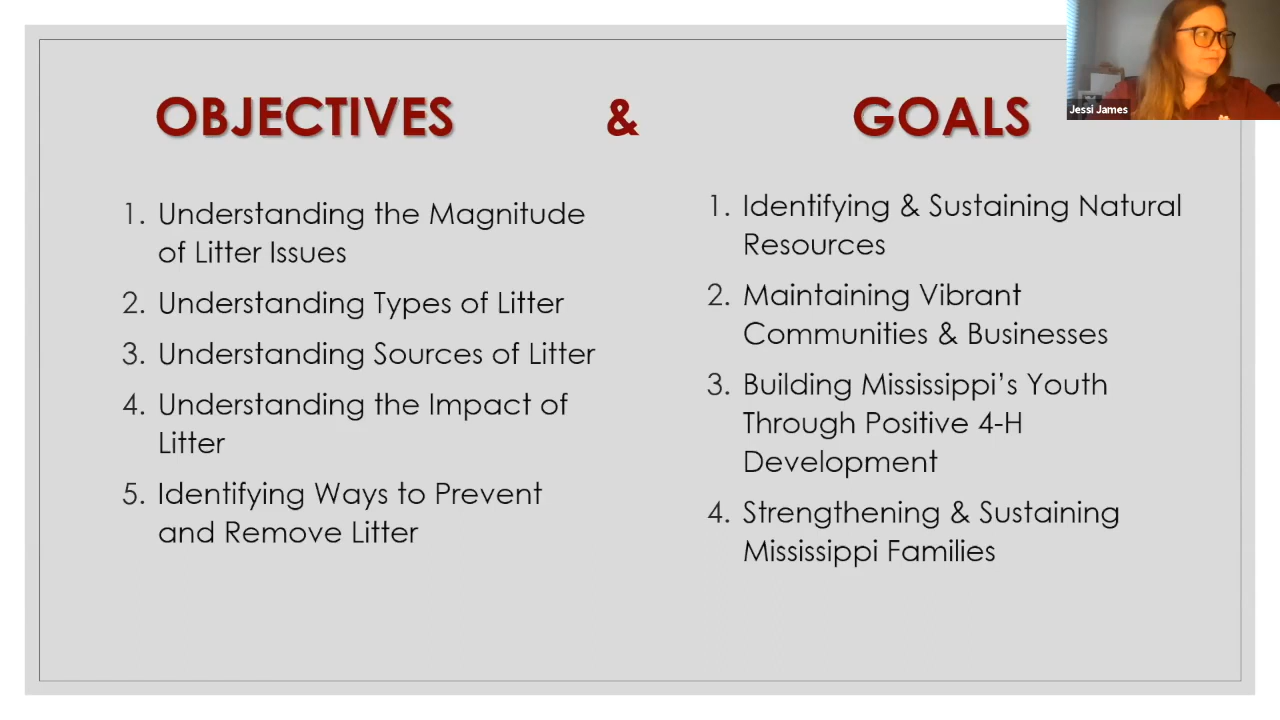 OBJECTIVES & GOALS
Jessi James
1. Understanding the Magnitude
of Litter Issues
2. Understanding Types of Litter
3. Understanding Sources of Litter
4. Understanding the Impact of
Litter
5. Identifying Ways to Prevent
and Remove Litter
1. Identifying & Sustaining Natural
Resources
2. Maintaining Vibrant
Communities & Businesses
3. Building Mississippi’s Youth
Through Positive 4-H
Development
4. Strengthening & Sustaining
Mississippi Families